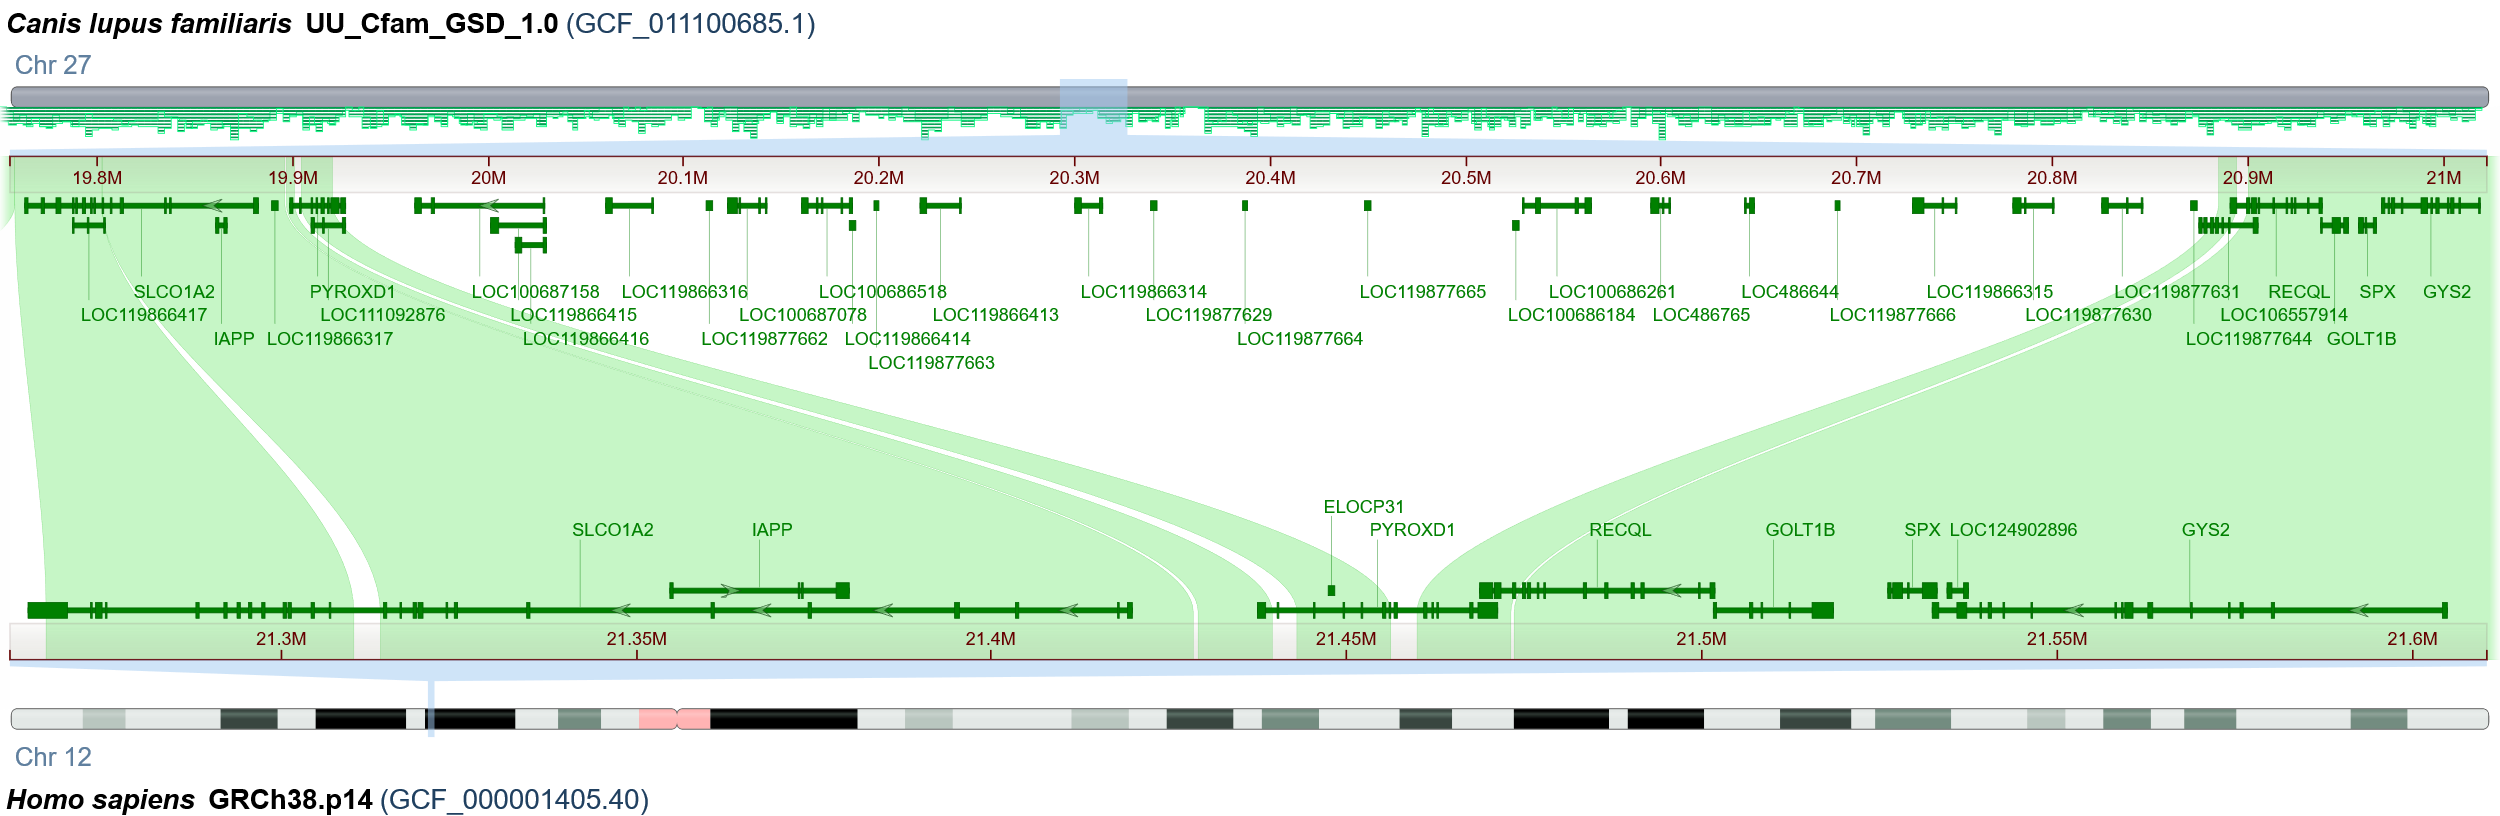 Canis lupus familiaris UU_Cfam_GSD_1.0 (GCF_011100685.1)
Chr 27
19.8M 19.9M 20M 20.1M 20.2M 20.3M 20.4M 20.5M 20.6M 20.7M 20.8M 20.9M 21M
SLCO1A2 PYROXD1 LOC100687158 LOC119866316 LOC100686518 LOC119866314 LOC119877665 LOC100686261 LOC486644 LOC119866315 LOC119877631 RECQL SPX GYS2
LOC119866417 LOC111092876 LOC119866415 LOC100687078 LOC119866413 LOC119877629 LOC100686184 LOC486765 LOC119877666 LOC119877630 LOC106557914
IAPP LOC119866317 LOC119866416 LOC119877662 LOC119866414 LOC119877664 LOC119877644 GOLT1B
LOC119877663
ELOCP31
SLCO1A2 IAPP PYROXD1 RECQL GOLT1B SPX LOC124902896 GYS2
21.3M 21.35M 21.4M 21.45M 21.5M 21.55M 21.6M
Chr 12
Homo sapiens GRCh38.p14 (GCF_000001405.40)